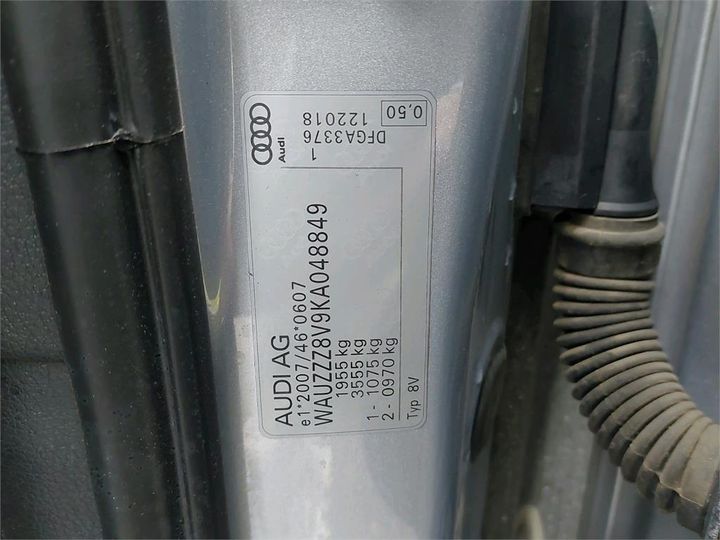 AUDI AG
e1*2007/46*0607
WAUZZZ8V9KA048849
1955 kg
3555 kg
1 - 1075 kg
2 - 0970 kg
Typ 8V
Audi
1
DFGA3376
122018
0,50